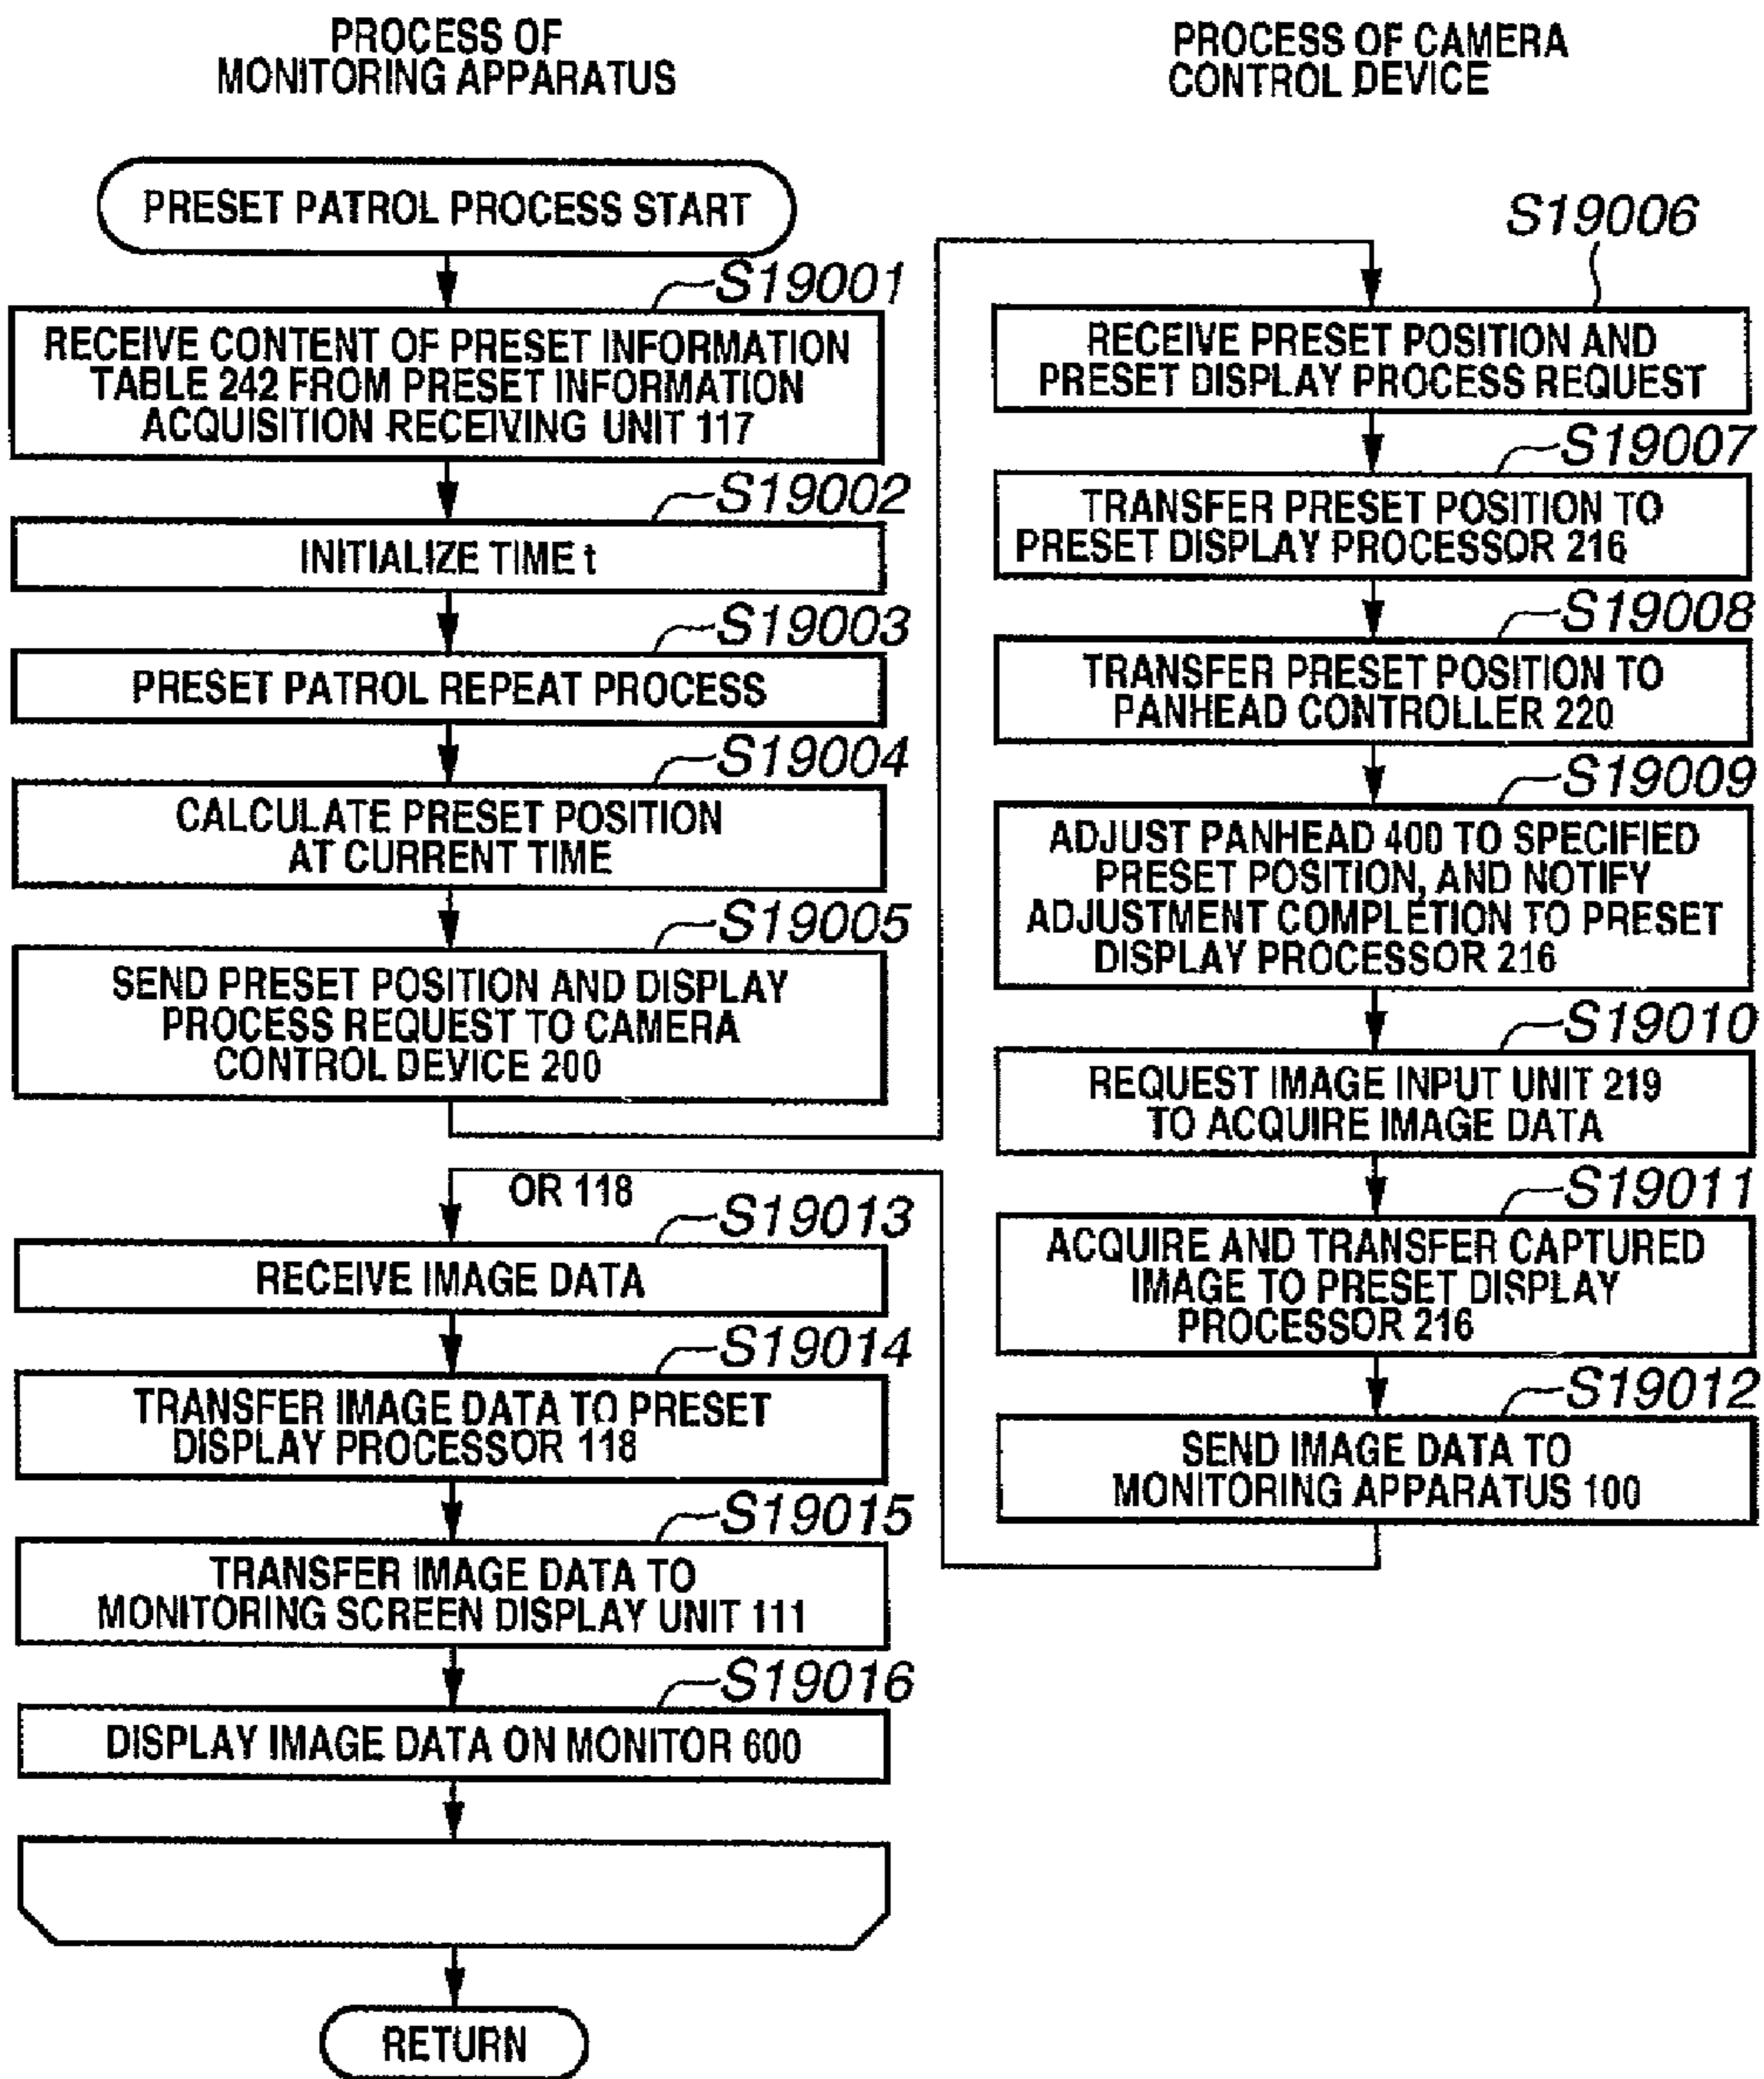 PROCESS OF
MONITORING APPARATUS
PRESET PATROL PROCESS START
S19001
RECEIVE CONTENT OF PRESET INFORMATION
TABLE 242 FROM PRESET INFORMATION
ACQUISITION RECEIVING UNIT 117
S19002
INITIALIZE TIME t
S19003
PRESET PATROL REPEAT PROCESS
S19004
CALCULATE PRESET POSITION
AT CURRENT TIME
S19005
SEND PRESET POSITION AND DISPLAY
PROCESS REQUEST TO CAMERA
CONTROL DEVICE 200
PROCESS OF CAMERA
CONTROL DEVICE
S19006
RECEIVE PRESET POSITION AND
PRESET DISPLAY PROCESS REQUEST
S19007
TRANSFER PRESET POSITION TO
PRESET DISPLAY PROCESSOR 216
S19008
TRANSFER PRESET POSITION TO
PANHEAD CONTROLLER 220
S19009
ADJUST PANHEAD 400 TO SPECIFIED
PRESET POSITION, AND NOTIFY
ADJUSTMENT COMPLETION TO PRESET
DISPLAY PROCESSOR 216
S19010
REQUEST IMAGE INPUT UNIT 219
TO ACQUIRE IMAGE DATA
S19011
ACQUIRE AND TRANSFER CAPTURED
IMAGE TO PRESET DISPLAY
PROCESSOR 216
S19012
SEND IMAGE DATA TO
MONITORING APPARATUS 100
OR 118
S19013
RECEIVE IMAGE DATA
S19014
TRANSFER IMAGE DATA TO PRESET
DISPLAY PROCESSOR 118
S19015
TRANSFER IMAGE DATA TO
MONITORING SCREEN DISPLAY UNIT 111
S19016
DISPLAY IMAGE DATA ON MONITOR 600
RETURN